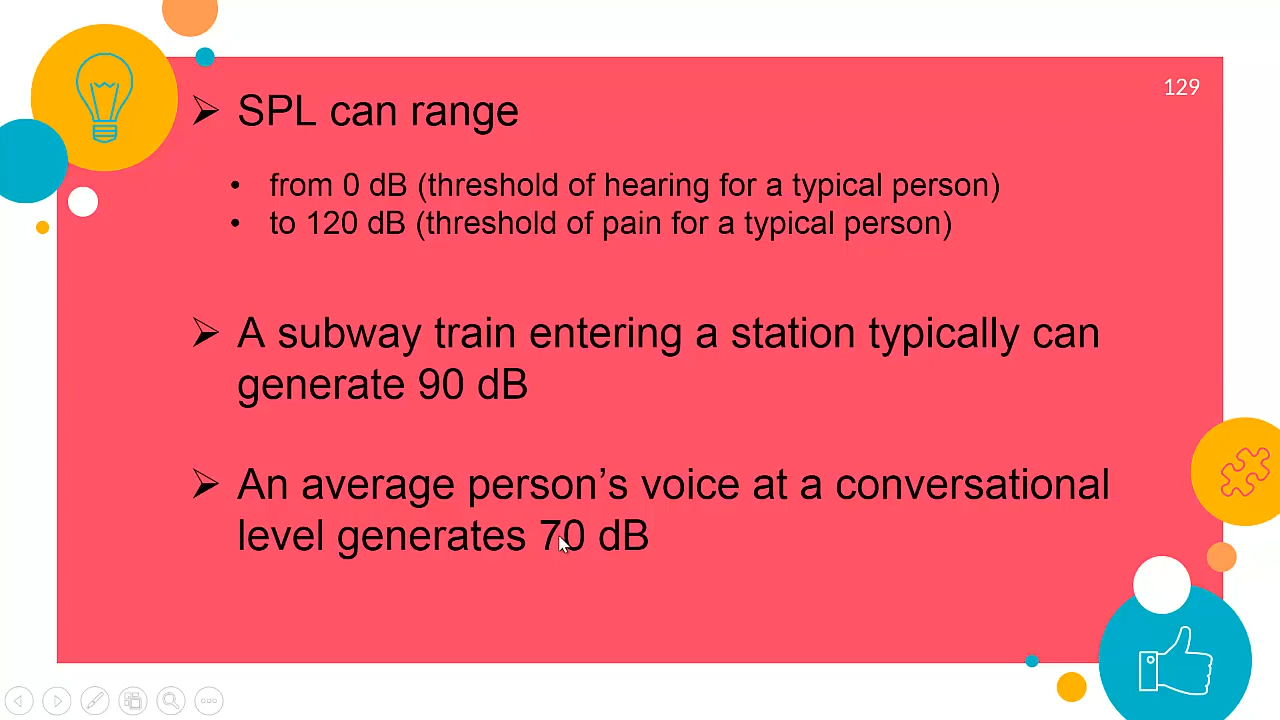 129
➢ SPL can range
• from 0 dB (threshold of hearing for a typical person)
• to 120 dB (threshold of pain for a typical person)
➢ A subway train entering a station typically can
generate 90 dB
➢ An average person’s voice at a conversational
level generates 70 dB